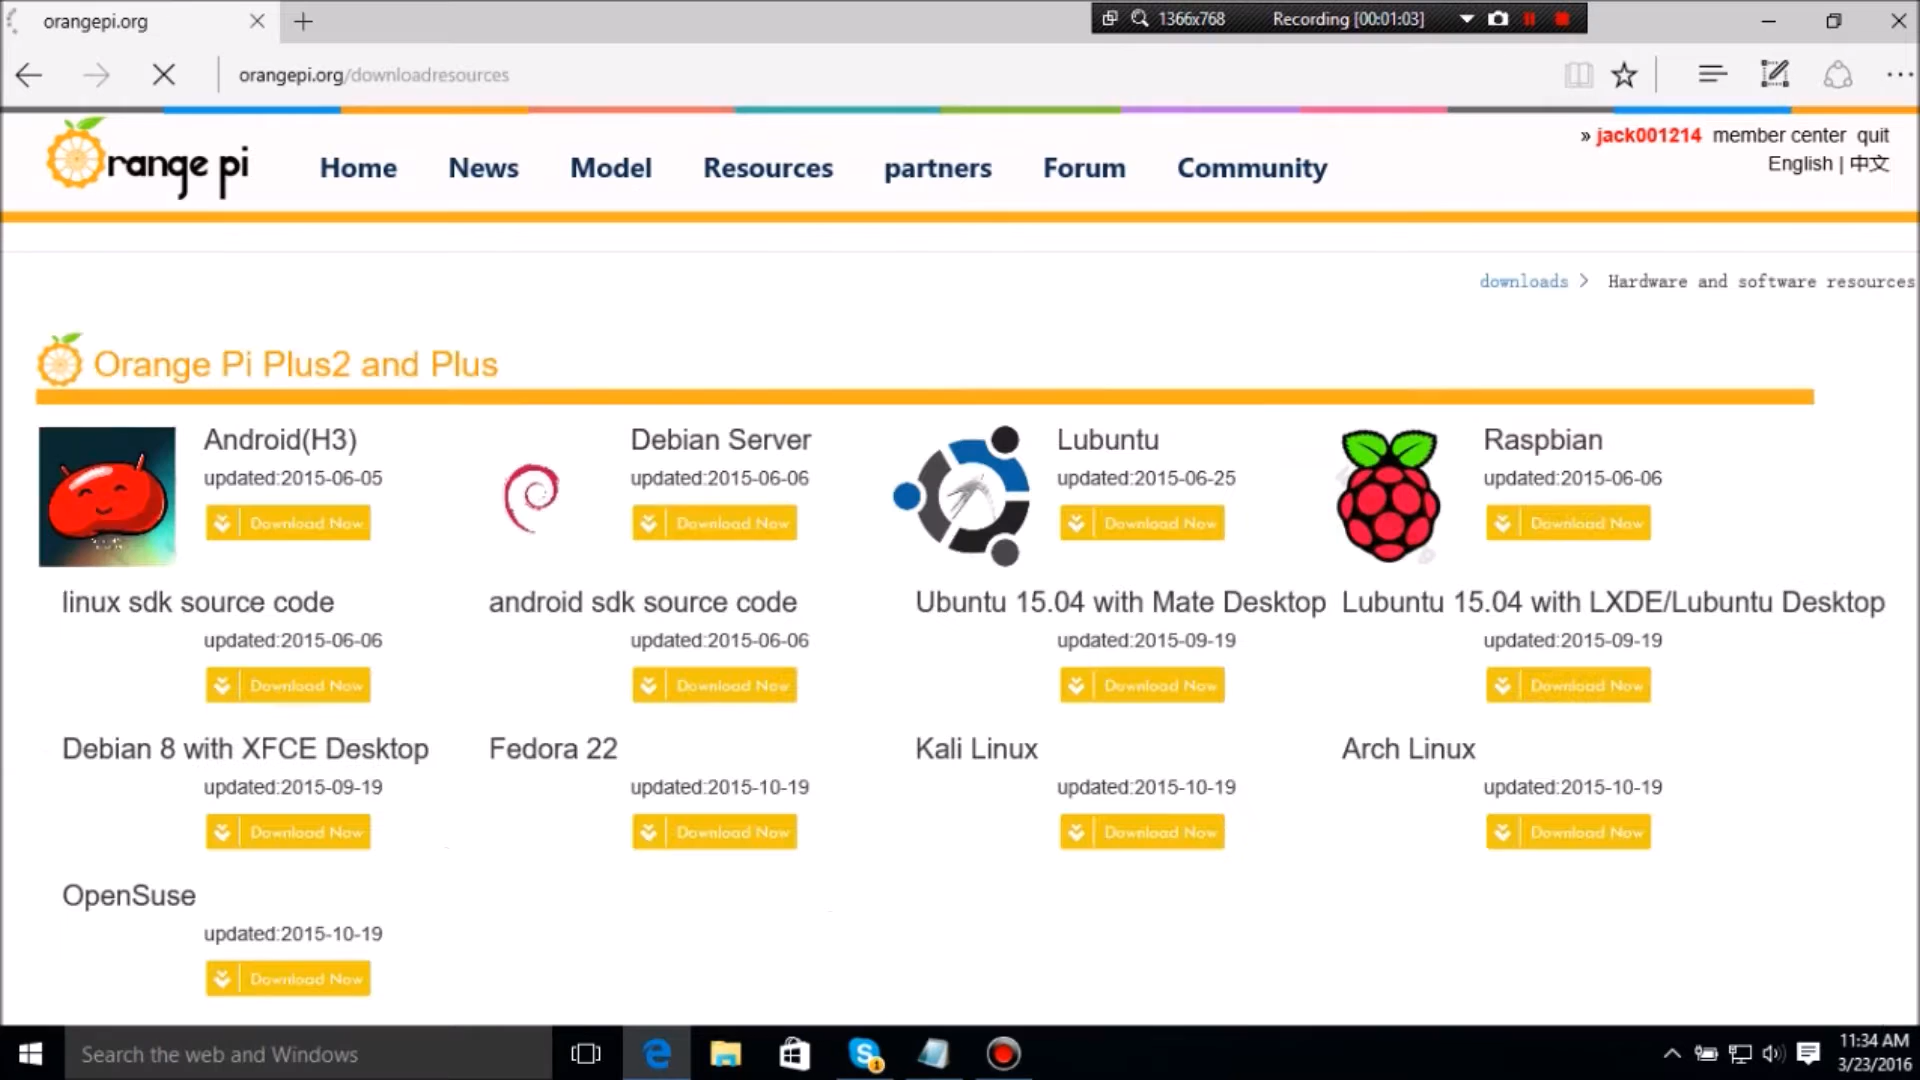 orangepi.org
1366x768 Recording [00:01:03]
orangepi.org/downloadresources
range pi
Home News Model Resources partners Forum Community
» jack001214 member center quit
English | 中文
downloads > Hardware and software resources
Orange Pi Plus2 and Plus
Android(H3) Debian Server Lubuntu Raspbian
updated:2015-06-05 updated:2015-06-06 updated:2015-06-25 updated:2015-06-06
Download Now Download Now Download Now Download Now
linux sdk source code android sdk source code Ubuntu 15.04 with Mate Desktop Lubuntu 15.04 with LXDE/Lubuntu Desktop
updated:2015-06-06 updated:2015-06-06 updated:2015-09-19 updated:2015-09-19
Download Now Download Now Download Now Download Now
Debian 8 with XFCE Desktop Fedora 22 Kali Linux Arch Linux
updated:2015-09-19 updated:2015-10-19 updated:2015-10-19 updated:2015-10-19
Download Now Download Now Download Now Download Now
OpenSuse
updated:2015-10-19
Download Now
Search the web and Windows
1
11:34 AM
3/23/2016